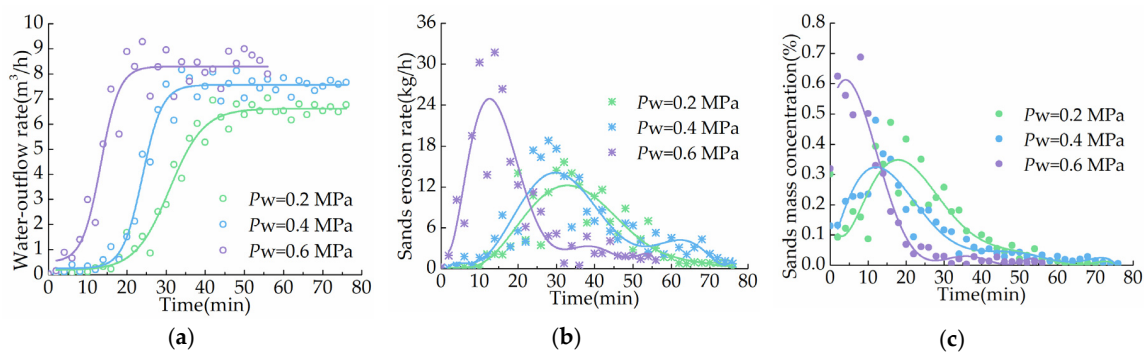 (a)
Water-outflow rate(m³/h)
10
9
8
7
6
5
4
3
2
1
0
Pw=0.2 MPa
Pw=0.4 MPa
Pw=0.6 MPa
0 10 20 30 40 50 60 70 80
Time(min)
(b)
Sands erosion rate(kg/h)
36
30
24
18
12
6
0
Pw=0.2 MPa
Pw=0.4 MPa
Pw=0.6 MPa
0 10 20 30 40 50 60 70 80
Time(min)
(c)
Sands mass concentration(%)
0.8
0.7
0.6
0.5
0.4
0.3
0.2
0.1
0.0
Pw=0.2 MPa
Pw=0.4 MPa
Pw=0.6 MPa
0 10 20 30 40 50 60 70 80
Time(min)